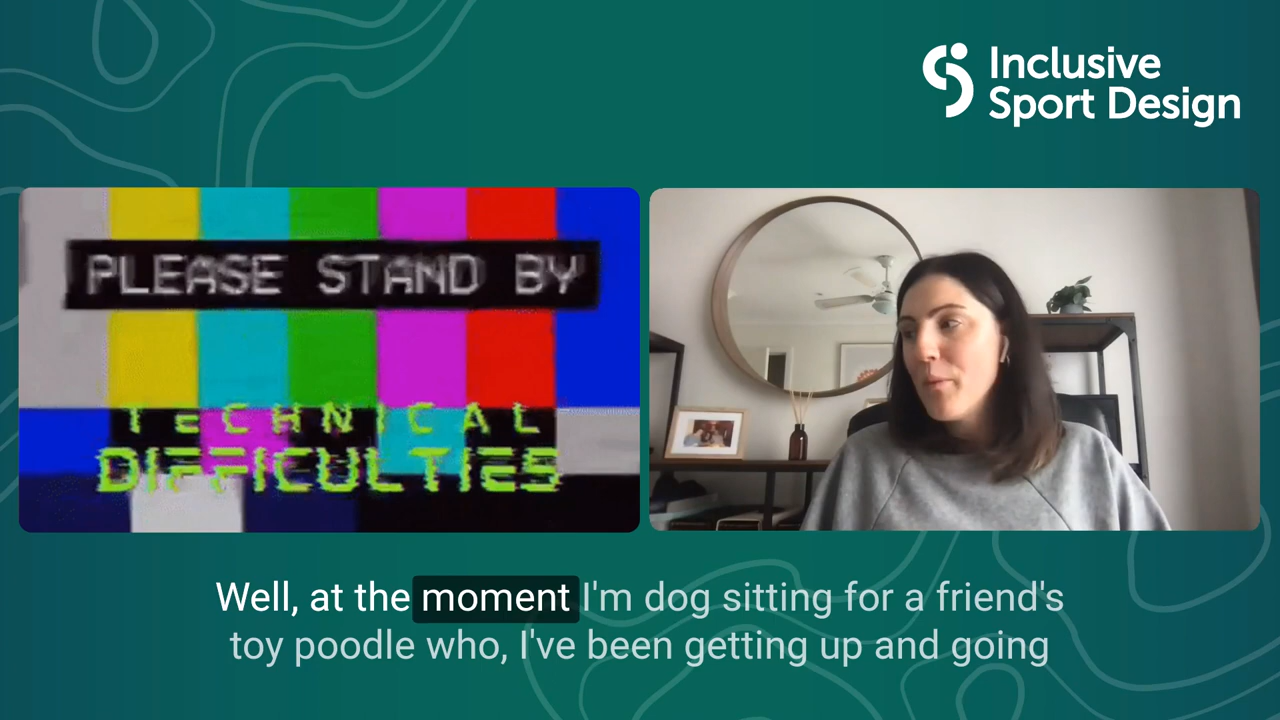 Inclusive
Sport Design
PLEASE STAND BY
TECHNICAL
DIFFICULTIES
Well, at the moment I'm dog sitting for a friend's
toy poodle who, I've been getting up and going